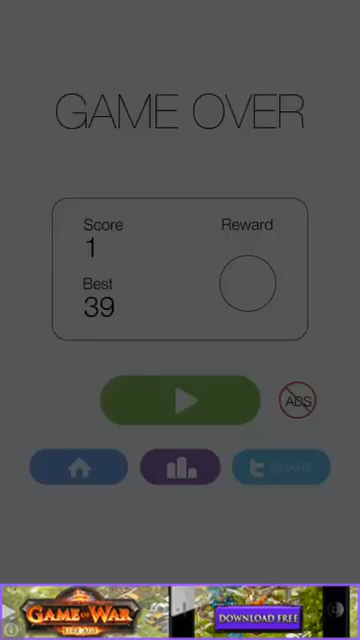 GAME OVER
Score
1
Reward
Best
39
ADS
SHARE
GAME OF WAR
FIRE AGE
DOWNLOAD FREE